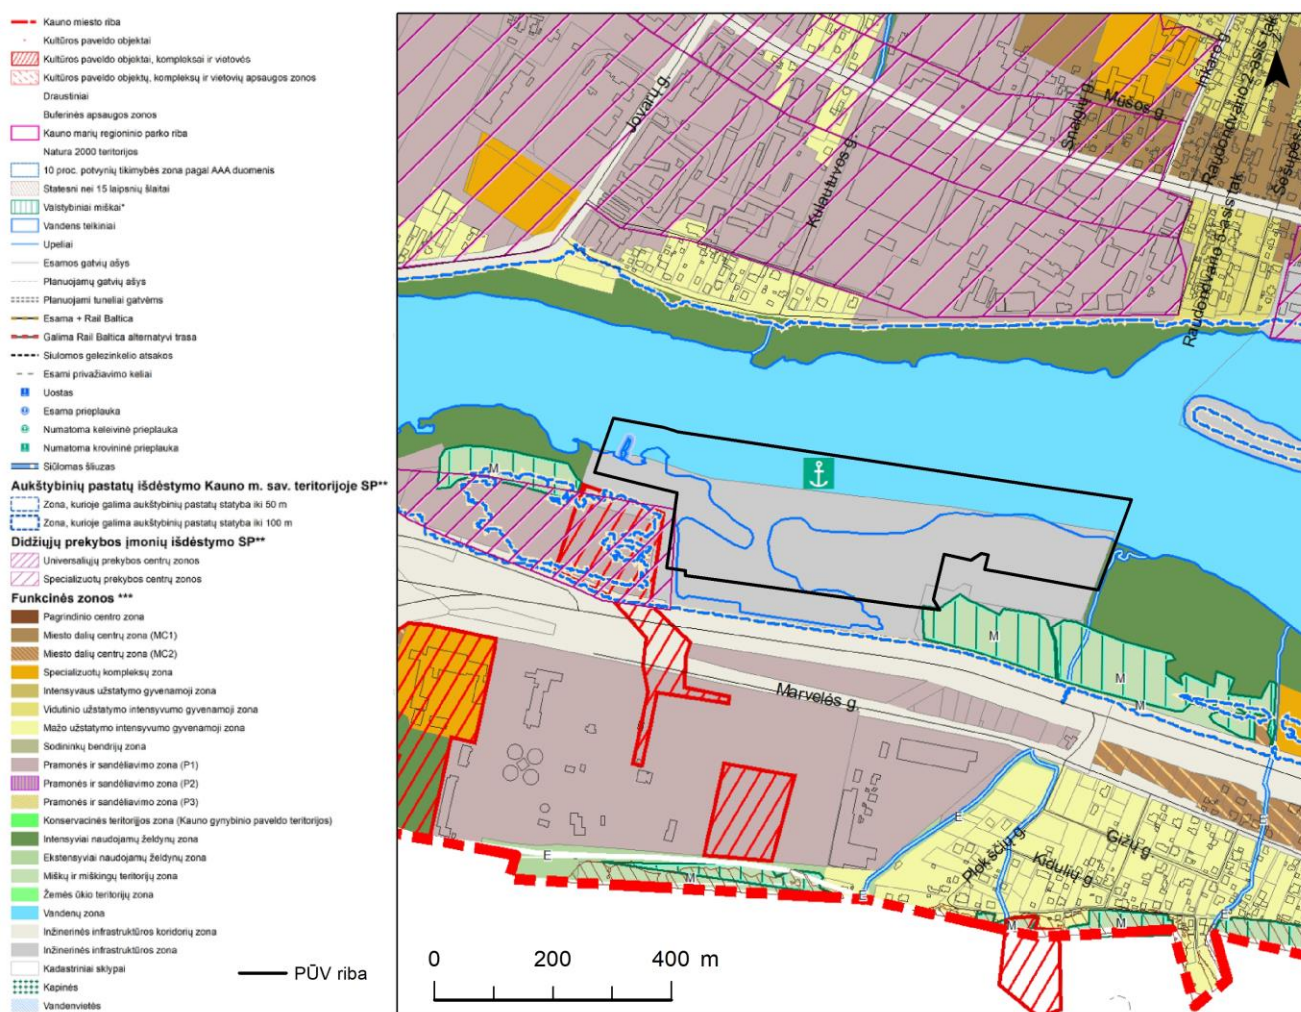 Kauno miesto riba
Kultūros paveldo objektai
Kultūros paveldo objektai, kompleksai ir vietovės
Kultūros paveldo objektų, kompleksų ir vietovių apsaugos zonos
Draustiniai
Buferinės apsaugos zonos
Kauno marių regioninio parko riba
Natura 2000 teritorijos
10 proc. potvynių tikimybės zona pagal AAA duomenis
Statesni nei 15 laipsnių šlaitai
Valstybiniai miškai*
Vandens telkiniai
Upeliai
Esamos gatvių ašys
Planuojamų gatvių ašys
Planuojami tuneliai gatvėms
Esama + Rail Baltica
Galima Rail Baltica alternatyvi trasa
Siūlomos geležinkelio atšakos
Esami privažiavimo keliai
Uostas
Esama prieplauka
Numatoma keleivinė prieplauka
Numatoma krovininė prieplauka
Siūlomas šliuzas
Aukštybinių pastatų išdėstymo Kauno m. sav. teritorijoje SP**
Zona, kurioje galima aukštybinių pastatų statyba iki 50 m
Zona, kurioje galima aukštybinių pastatų statyba iki 100 m
Didžiųjų prekybos įmonių išdėstymo SP**
Universaliųjų prekybos centrų zonos
Specializuotų prekybos centrų zonos
Funkcinės zonos ***
Pagrindinio centro zona
Miesto dalių centrų zona (MC1)
Miesto dalių centrų zona (MC2)
Specializuotų kompleksų zona
Intensyvaus užstatymo gyvenamoji zona
Vidutinio užstatymo intensyvumo gyvenamoji zona
Mažo užstatymo intensyvumo gyvenamoji zona
Sodininkų bendrijų zona
Pramonės ir sandėliavimo zona (P1)
Pramonės ir sandėliavimo zona (P2)
Pramonės ir sandėliavimo zona (P3)
Konservacinės teritorijos zona (Kauno gynybinio paveldo teritorijos)
Intensyviai naudojamų želdynų zona
Ekstensyviai naudojamų želdynų zona
Miškų ir miškingų teritorijų zona
Žemės ūkio teritorijų zona
Vandenų zona
Inžinerinės infrastruktūros koridorių zona
Inžinerinės infrastruktūros zona
Kadastriniai sklypai
Kapinės
Vandenvietės
PŪV riba
Jovarų g.
Kulautuvos g.
Snaigių g.
Mūšos g.
Inkaro g.
Raudondvario 2-asis tak.
Raudondvario 5-asis tak.
Šešupės g.
M
M
M
M
Marvelės g.
E
E
E
E
E
M
M
M
Plokščių g.
Kidulių g.
Gižų g.
0 200 400 m